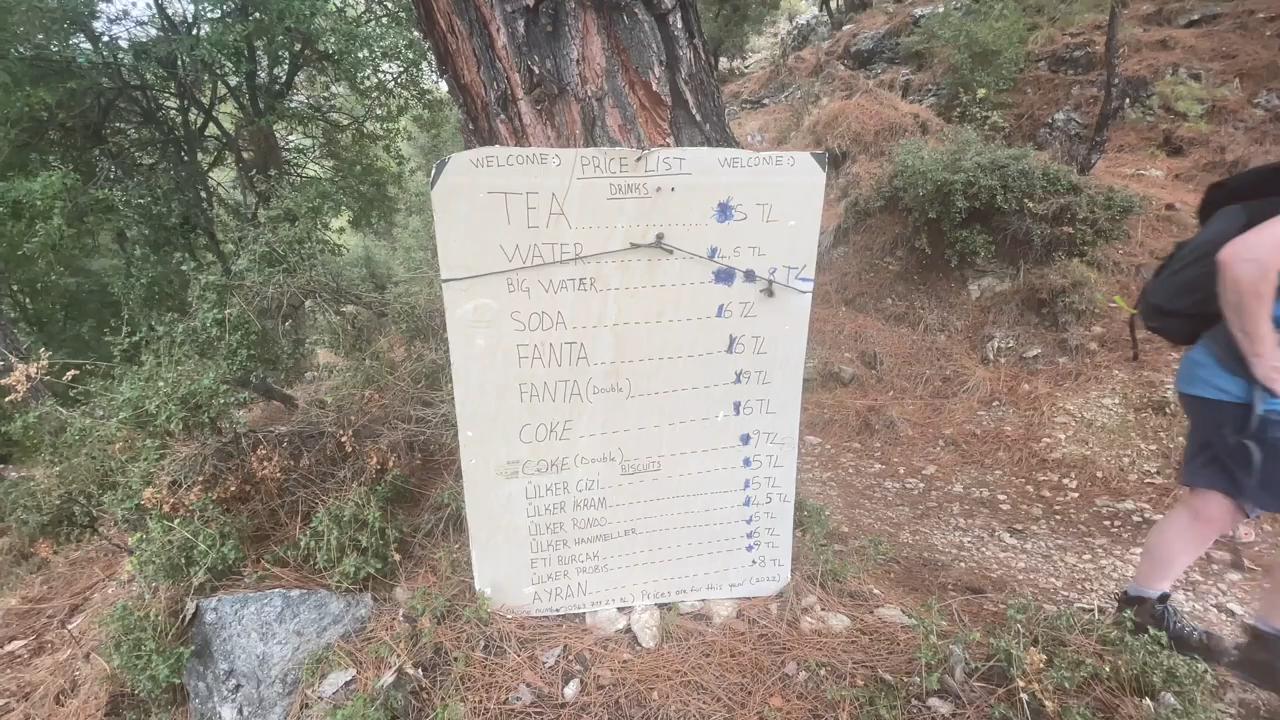 WELCOME:) PRICE LIST WELCOME:)
DRINKS
TEA 5 TL
WATER 4,5 TL
BIG WATER 8 TL
SODA 6 TL
FANTA 6 TL
FANTA (Double) 9 TL
COKE 6 TL
COKE (Double) 9 TL
BISCUITS
ÜLKER ÇİZİ 5 TL
ÜLKER İKRAM 5 TL
ÜLKER RONDO 4,5 TL
ÜLKER HANIMELLER 5 TL
ETİ BURÇAK 6 TL
ÜLKER PROBIS 9 TL
AYRAN 8 TL
(Phone number Prices are for this year (2022)